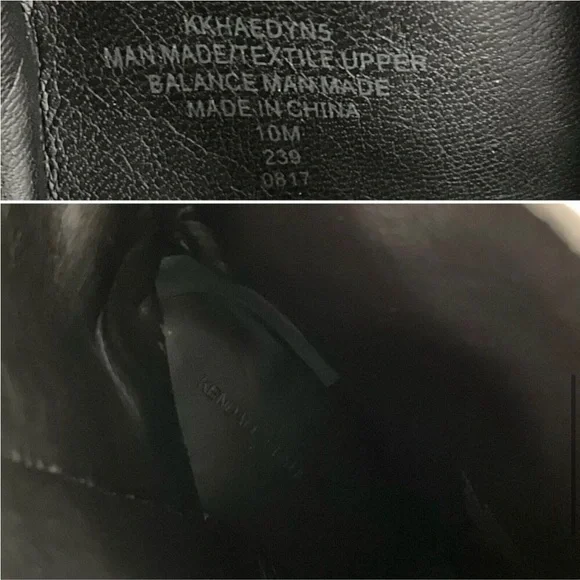 KKHAEDYN5
MAN MADE/TEXTILE UPPER
BALANCE MAN MADE
MADE IN CHINA
10M
239
0817